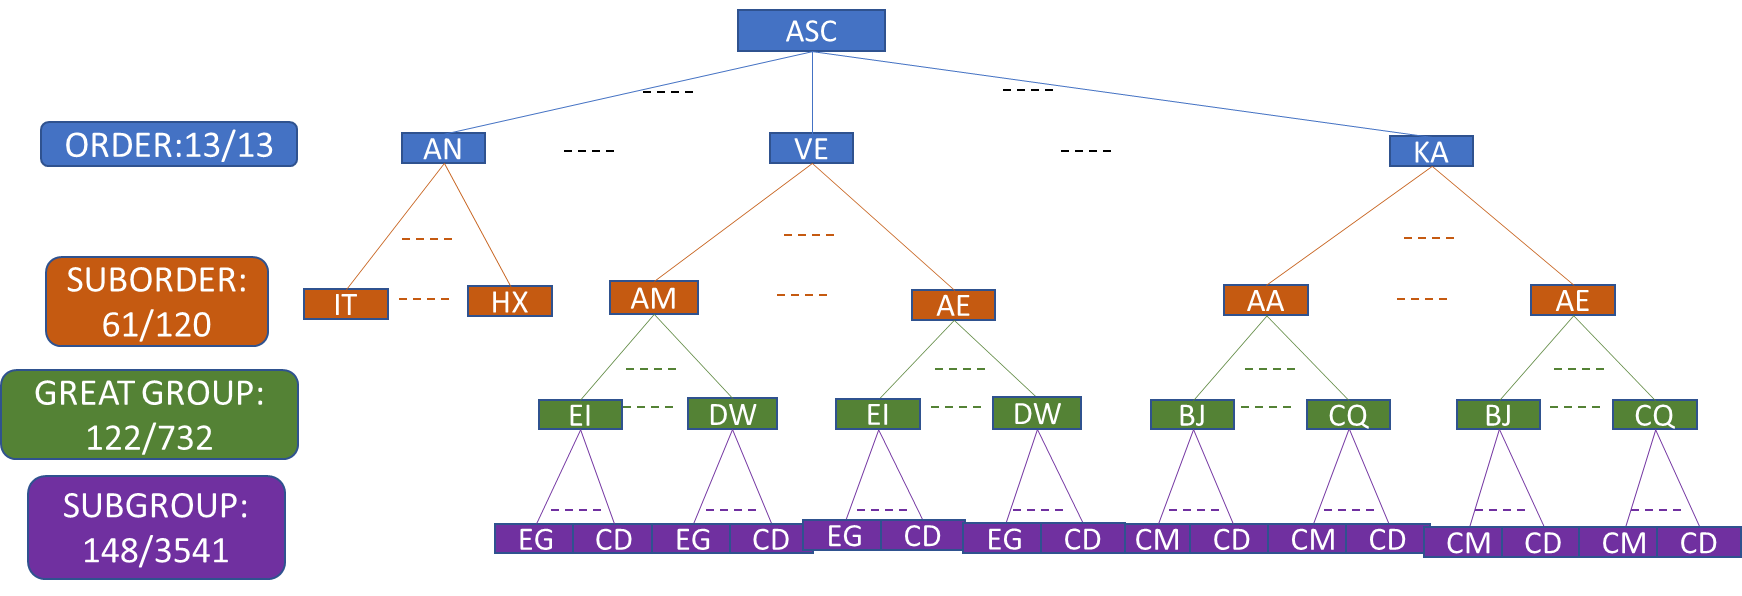 ASC
ORDER:13/13
AN
VE
KA
SUBORDER:
61/120
IT
HX
AM
AE
AA
AE
GREAT GROUP:
122/732
EI
DW
EI
DW
BJ
CQ
BJ
CQ
SUBGROUP:
148/3541
EG
CD
EG
CD
EG
CD
EG
CD
CM
CD
CM
CD
CM
CD
CM
CD